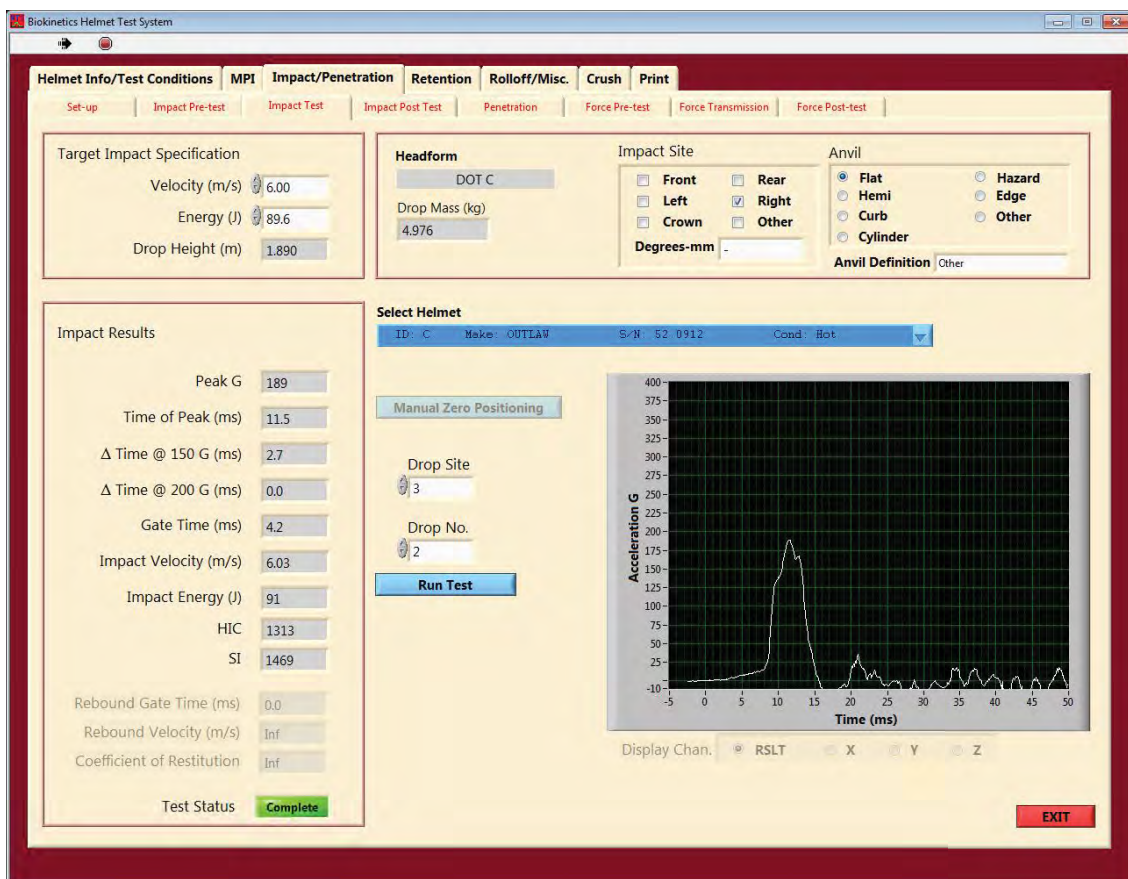 Biokinetics Helmet Test System
Helmet Info/Test Conditions MPI Impact/Penetration Retention Rolloff/Misc. Crush Print
Set-up Impact Pre-test Impact Test Impact Post Test Penetration Force Pre-test Force Transmission Force Post-test
Target Impact Specification
Velocity (m/s) 6.00
Energy (J) 89.6
Drop Height (m) 1.890
Headform
DOT C
Drop Mass (kg)
4.976
Impact Site
Front Rear
Left Right
Crown Other
Degrees-mm -
Anvil
Flat Hazard
Hemi Edge
Curb Other
Cylinder
Anvil Definition Other
Impact Results
Peak G 189
Time of Peak (ms) 11.5
Δ Time @ 150 G (ms) 2.7
Δ Time @ 200 G (ms) 0.0
Gate Time (ms) 4.2
Impact Velocity (m/s) 6.03
Impact Energy (J) 91
HIC 1313
SI 1469
Rebound Gate Time (ms) 0.0
Rebound Velocity (m/s) Inf
Coefficient of Restitution Inf
Test Status Complete
Select Helmet
ID: C Make: OUTLAW S/N 52 0912 Cond: Hot
Manual Zero Positioning
Drop Site
3
Drop No.
2
Run Test
Acceleration G
400
375
350
325
300
275
250
225
200
175
150
125
100
75
50
25
-10
-5 0 5 10 15 20 25 30 35 40 45 50
Time (ms)
Display Chan. RSLT X Y Z
EXIT